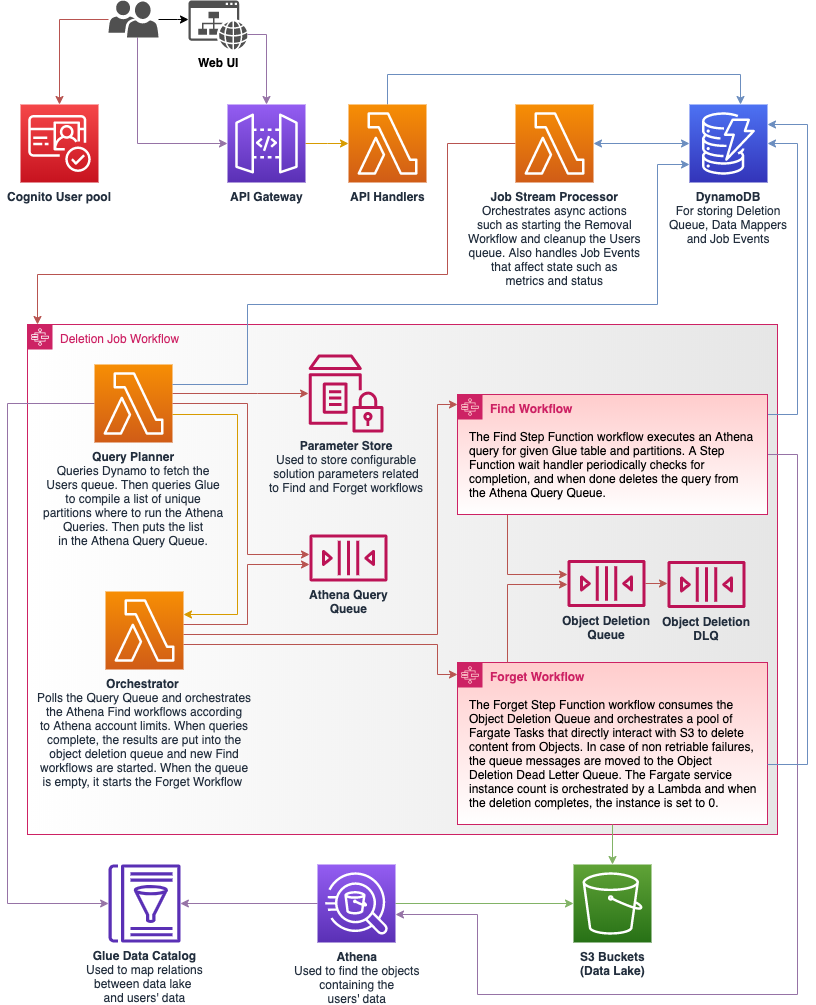 Web UI
Cognito User pool
API Gateway
API Handlers
Job Stream Processor
Orchestrates async actions
such as starting the Removal
Workflow and cleanup the Users
queue. Also handles Job Events
that affect state such as
metrics and status
DynamoDB
For storing Deletion
Queue, Data Mappers
and Job Events
Deletion Job Workflow
Query Planner
Queries Dynamo to fetch the
Users queue. Then queries Glue
to compile a list of unique
partitions where to run the Athena
Queries. Then puts the list
in the Athena Query Queue.
Parameter Store
Used to store configurable
solution parameters related
to Find and Forget workflows
Find Workflow
The Find Step Function workflow executes an Athena
query for given Glue table and partitions. A Step
Function wait handler periodically checks for
completion, and when done deletes the query from
the Athena Query Queue.
Athena Query
Queue
Object Deletion
Queue
Object Deletion
DLQ
Orchestrator
Polls the Query Queue and orchestrates
the Athena Find workflows according
to Athena account limits. When queries
complete, the results are put into the
object deletion queue and new Find
workflows are started. When the queue
is empty, it starts the Forget Workflow
Forget Workflow
The Forget Step Function workflow consumes the
Object Deletion Queue and orchestrates a pool of
Fargate Tasks that directly interact with S3 to delete
content from Objects. In case of non retriable failures,
the queue messages are moved to the Object
Deletion Dead Letter Queue. The Fargate service
instance count is orchestrated by a Lambda and when
the deletion completes, the instance is set to 0.
Glue Data Catalog
Used to map relations
between data lake
and users' data
Athena
Used to find the objects
containing the
users' data
S3 Buckets
(Data Lake)